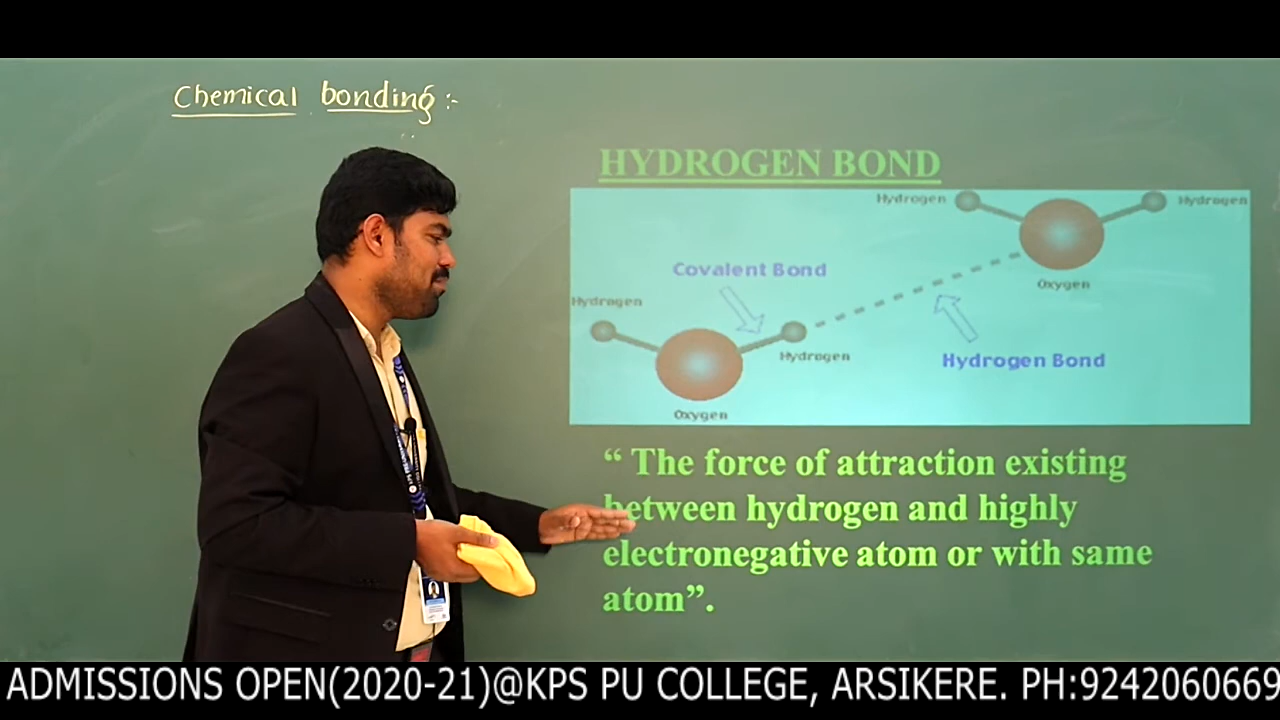 Chemical bonding :-
HYDROGEN BOND
Hydrogen
Hydrogen
Covalent Bond
Oxygen
Hydrogen
Hydrogen
Hydrogen Bond
Oxygen
“ The force of attraction existing
between hydrogen and highly
electronegative atom or with same
atom”.
ADMISSIONS OPEN(2020-21)@KPS PU COLLEGE, ARSIKERE. PH:9242060669